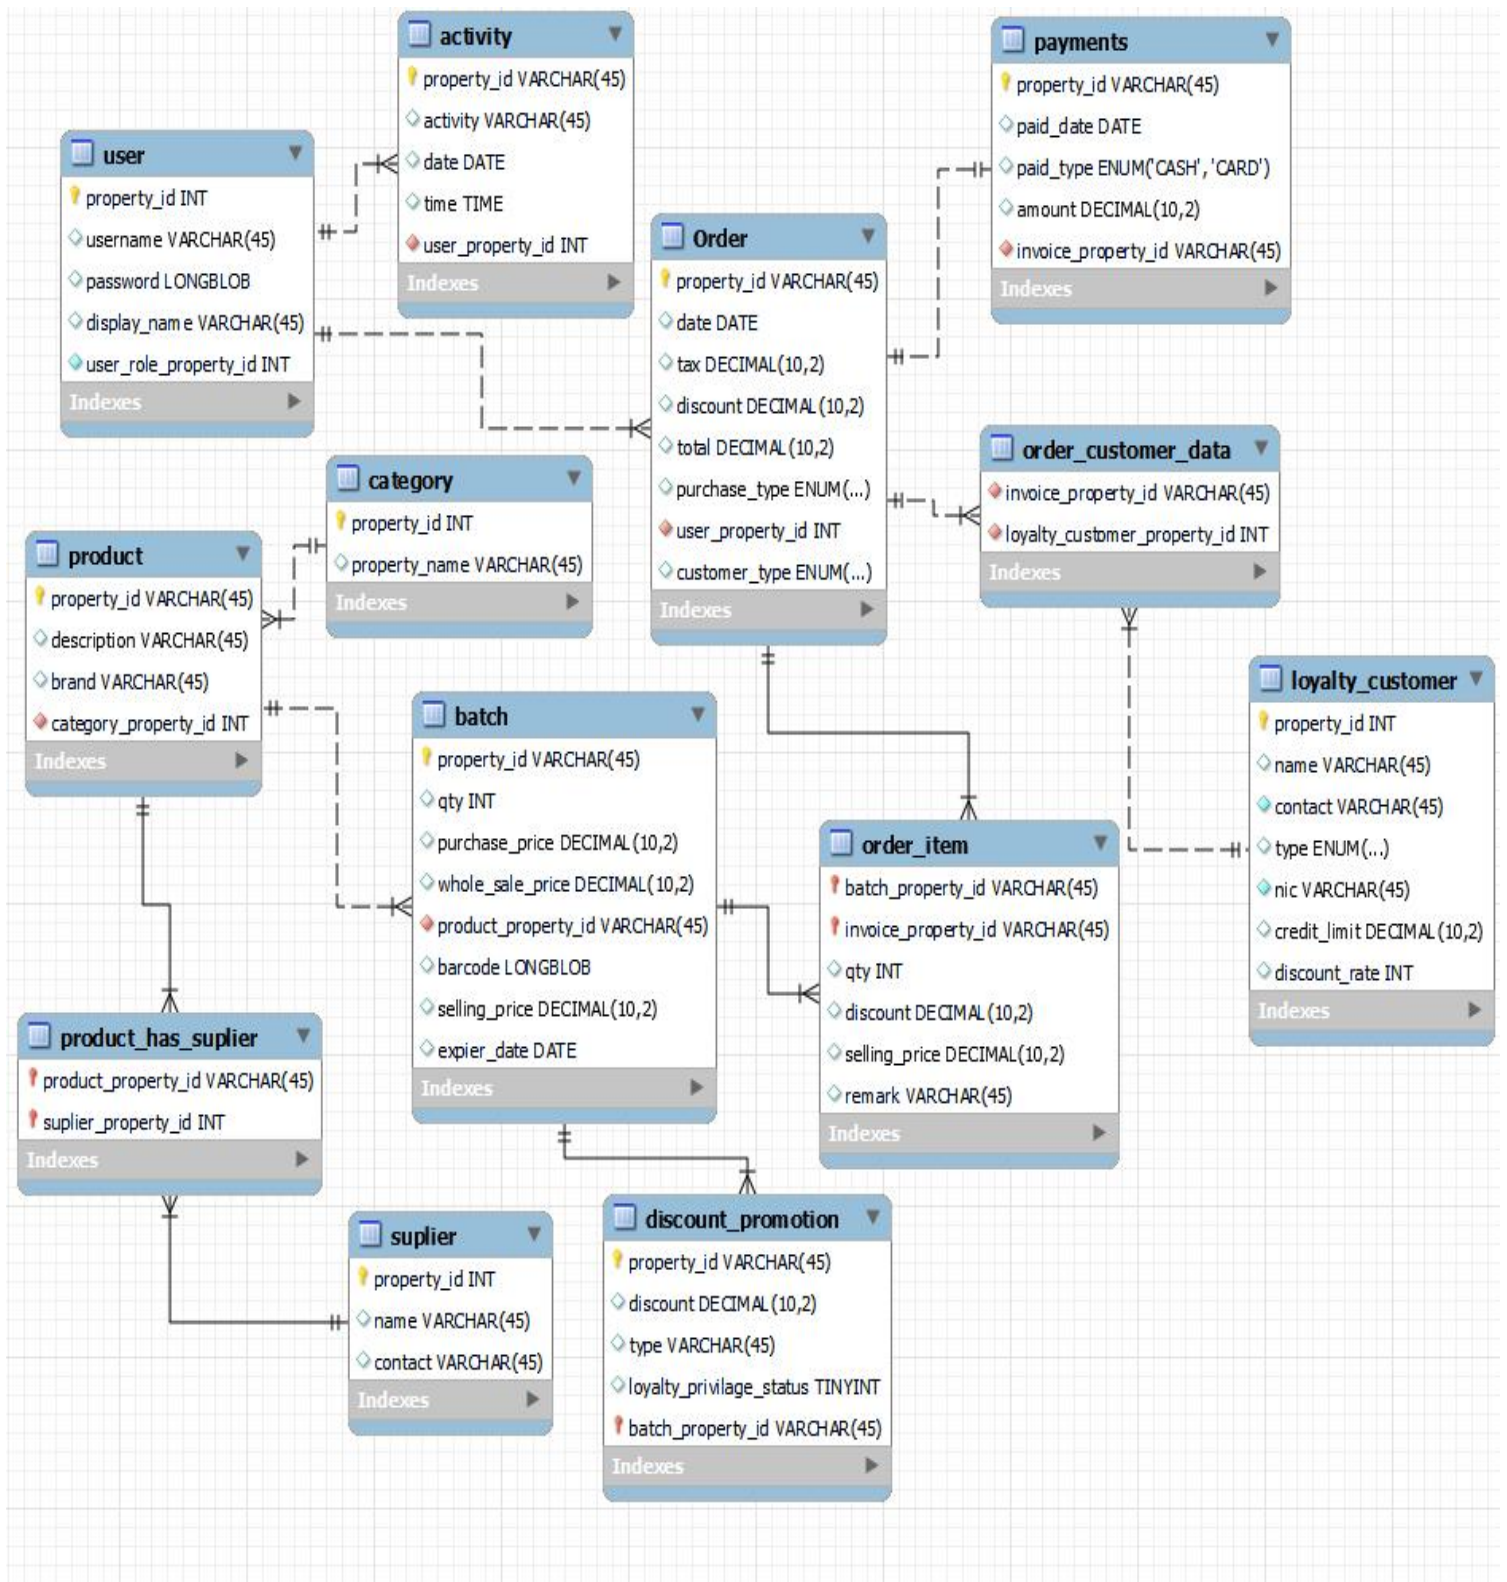 activity
property_id VARCHAR(45)
activity VARCHAR(45)
date DATE
time TIME
user_property_id INT
Indexes
payments
property_id VARCHAR(45)
paid_date DATE
paid_type ENUM('CASH', 'CARD')
amount DECIMAL(10,2)
invoice_property_id VARCHAR(45)
Indexes
user
property_id INT
username VARCHAR(45)
password LONGBLOB
display_name VARCHAR(45)
user_role_property_id INT
Indexes
Order
property_id VARCHAR(45)
date DATE
tax DECIMAL(10,2)
discount DECIMAL(10,2)
total DECIMAL(10,2)
purchase_type ENUM(...)
user_property_id INT
customer_type ENUM(...)
Indexes
order_customer_data
invoice_property_id VARCHAR(45)
loyalty_customer_property_id INT
Indexes
category
property_id INT
property_name VARCHAR(45)
Indexes
product
property_id VARCHAR(45)
description VARCHAR(45)
brand VARCHAR(45)
category_property_id INT
Indexes
loyalty_customer
property_id INT
name VARCHAR(45)
contact VARCHAR(45)
type ENUM(...)
nic VARCHAR(45)
credit_limit DECIMAL(10,2)
discount_rate INT
Indexes
batch
property_id VARCHAR(45)
qty INT
purchase_price DECIMAL(10,2)
whole_sale_price DECIMAL(10,2)
product_property_id VARCHAR(45)
barcode LONGBLOB
selling_price DECIMAL(10,2)
expier_date DATE
Indexes
order_item
batch_property_id VARCHAR(45)
invoice_property_id VARCHAR(45)
qty INT
discount DECIMAL(10,2)
selling_price DECIMAL(10,2)
remark VARCHAR(45)
Indexes
product_has_suplier
product_property_id VARCHAR(45)
suplier_property_id INT
Indexes
suplier
property_id INT
name VARCHAR(45)
contact VARCHAR(45)
Indexes
discount_promotion
property_id VARCHAR(45)
discount DECIMAL(10,2)
type VARCHAR(45)
loyalty_privilage_status TINYINT
batch_property_id VARCHAR(45)
Indexes